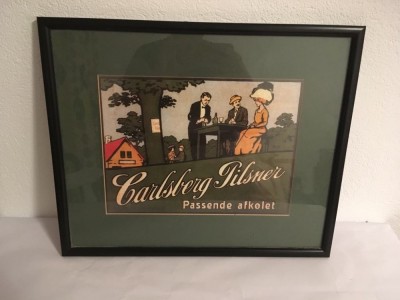 Carlsberg Pilsner
Passende afkølet